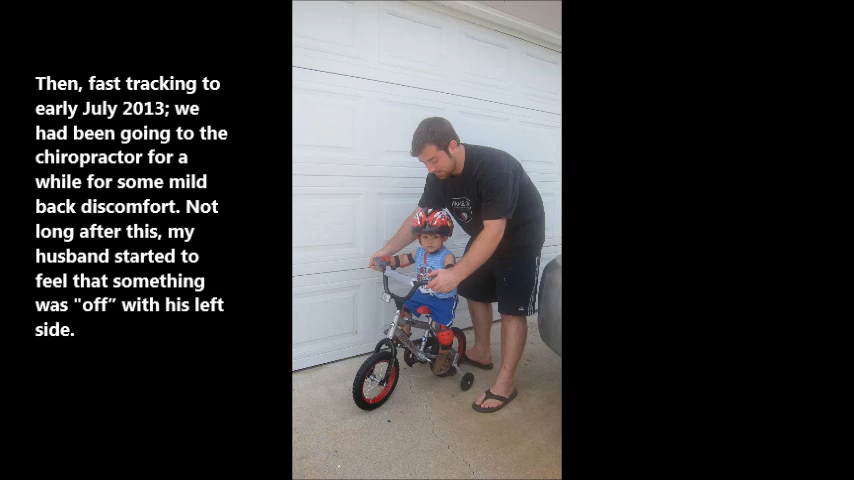 Then, fast tracking to
early July 2013; we
had been going to the
chiropractor for a
while for some mild
back discomfort. Not
long after this, my
husband started to
feel that something
was "off” with his left
side.